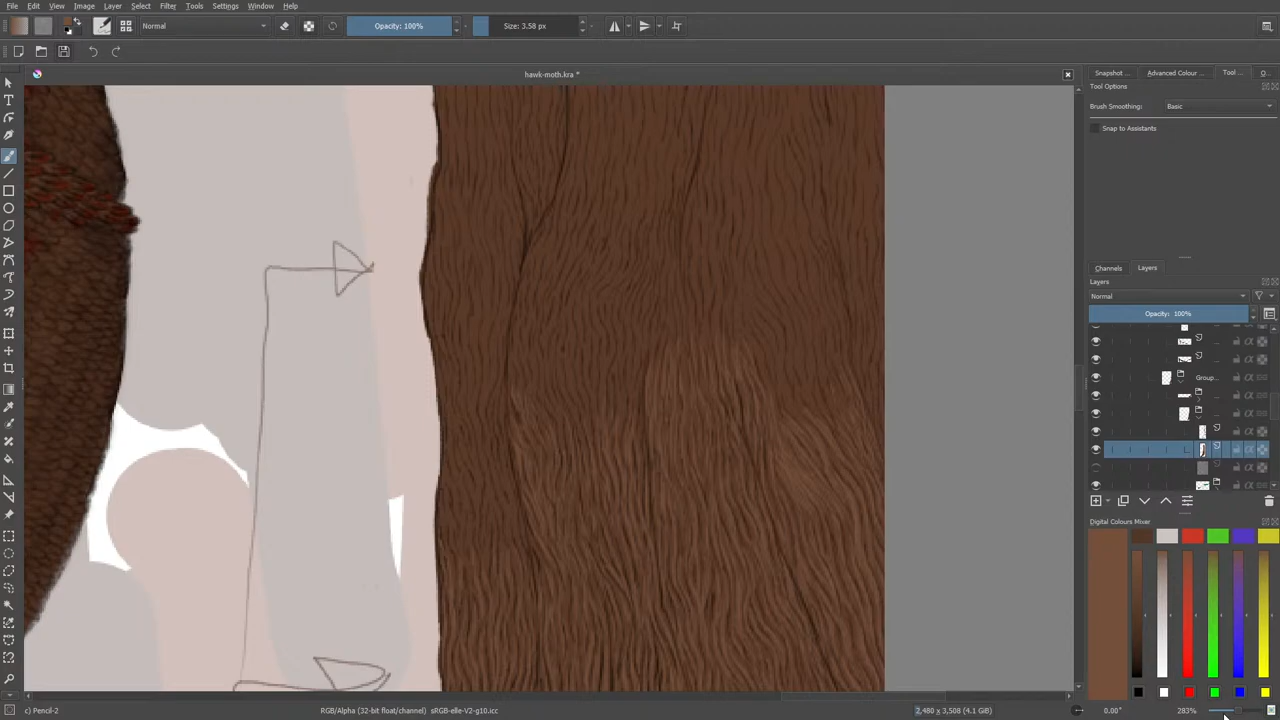 File Edit View Image Layer Select Filter Tools Settings Window Help
Normal Opacity: 100% Size: 3.58 px
hawk-moth.kra *
Snapshot ... Advanced Colour ... Tool ... O...
Tool Options
Brush Smoothing: Basic
Snap to Assistants
Channels Layers
Layers
Normal
Opacity: 100%
Group...
Digital Colours Mixer
c) Pencil-2 RGB/Alpha (32-bit float/channel) sRGB-elle-V2-g10.icc 2,480 x 3,508 (4.1 GiB) 0.00° 283%